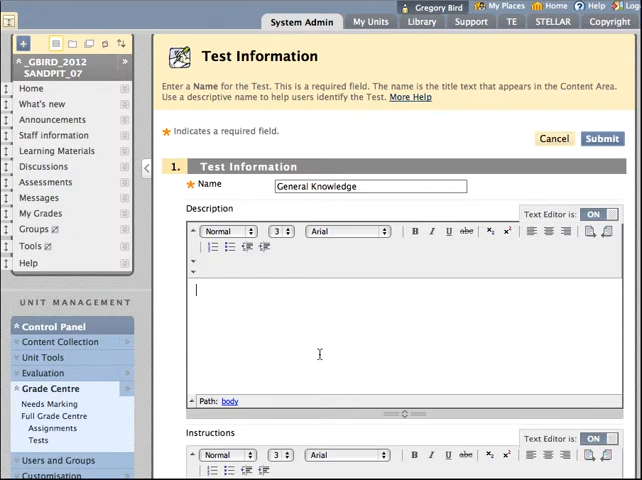 Gregory Bird
My Places
Home
Help
System Admin
My Units
Library
Support
TE
STELLAR
Copyright
_GBIRD_2012
SANDPIT_07
Home
What's new
Announcements
Staff information
Learning Materials
Discussions
Assessments
Messages
My Grades
Groups
Tools
Help
UNIT MANAGEMENT
Control Panel
Content Collection
Unit Tools
Evaluation
Grade Centre
Needs Marking
Full Grade Centre
Assignments
Tests
Users and Groups
Customisation
Test Information
Enter a Name for the Test. This is a required field. The name is the title text that appears in the Content Area.
Use a descriptive name to help users identify the Test. More Help
* Indicates a required field.
Cancel
Submit
1. Test Information
* Name
General Knowledge
Description
Text Editor is: ON
Normal 3 Arial B I U abc x₂ x²
Path: body
Instructions
Text Editor is: ON
Normal 3 Arial B I U abc x₂ x²